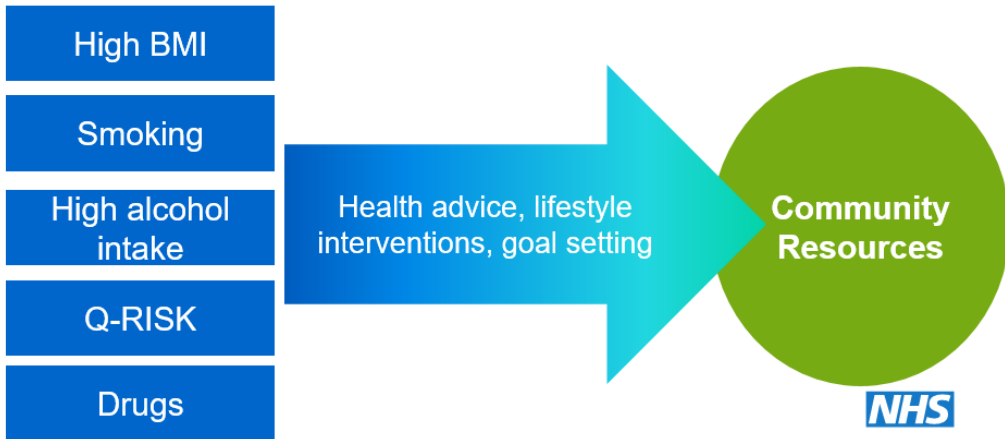 High BMI
Smoking
High alcohol
intake
Q-RISK
Drugs
Health advice, lifestyle
interventions, goal setting
Community
Resources
NHS